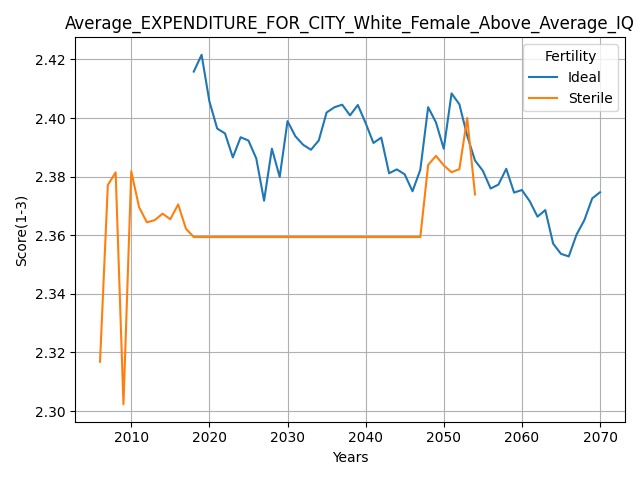 Average_EXPENDITURE_FOR_CITY_White_Female_Above_Average_IQ
Fertility
Ideal
Sterile
Score(1-3)
2.42
2.40
2.38
2.36
2.34
2.32
2.30
2010 2020 2030 2040 2050 2060 2070
Years